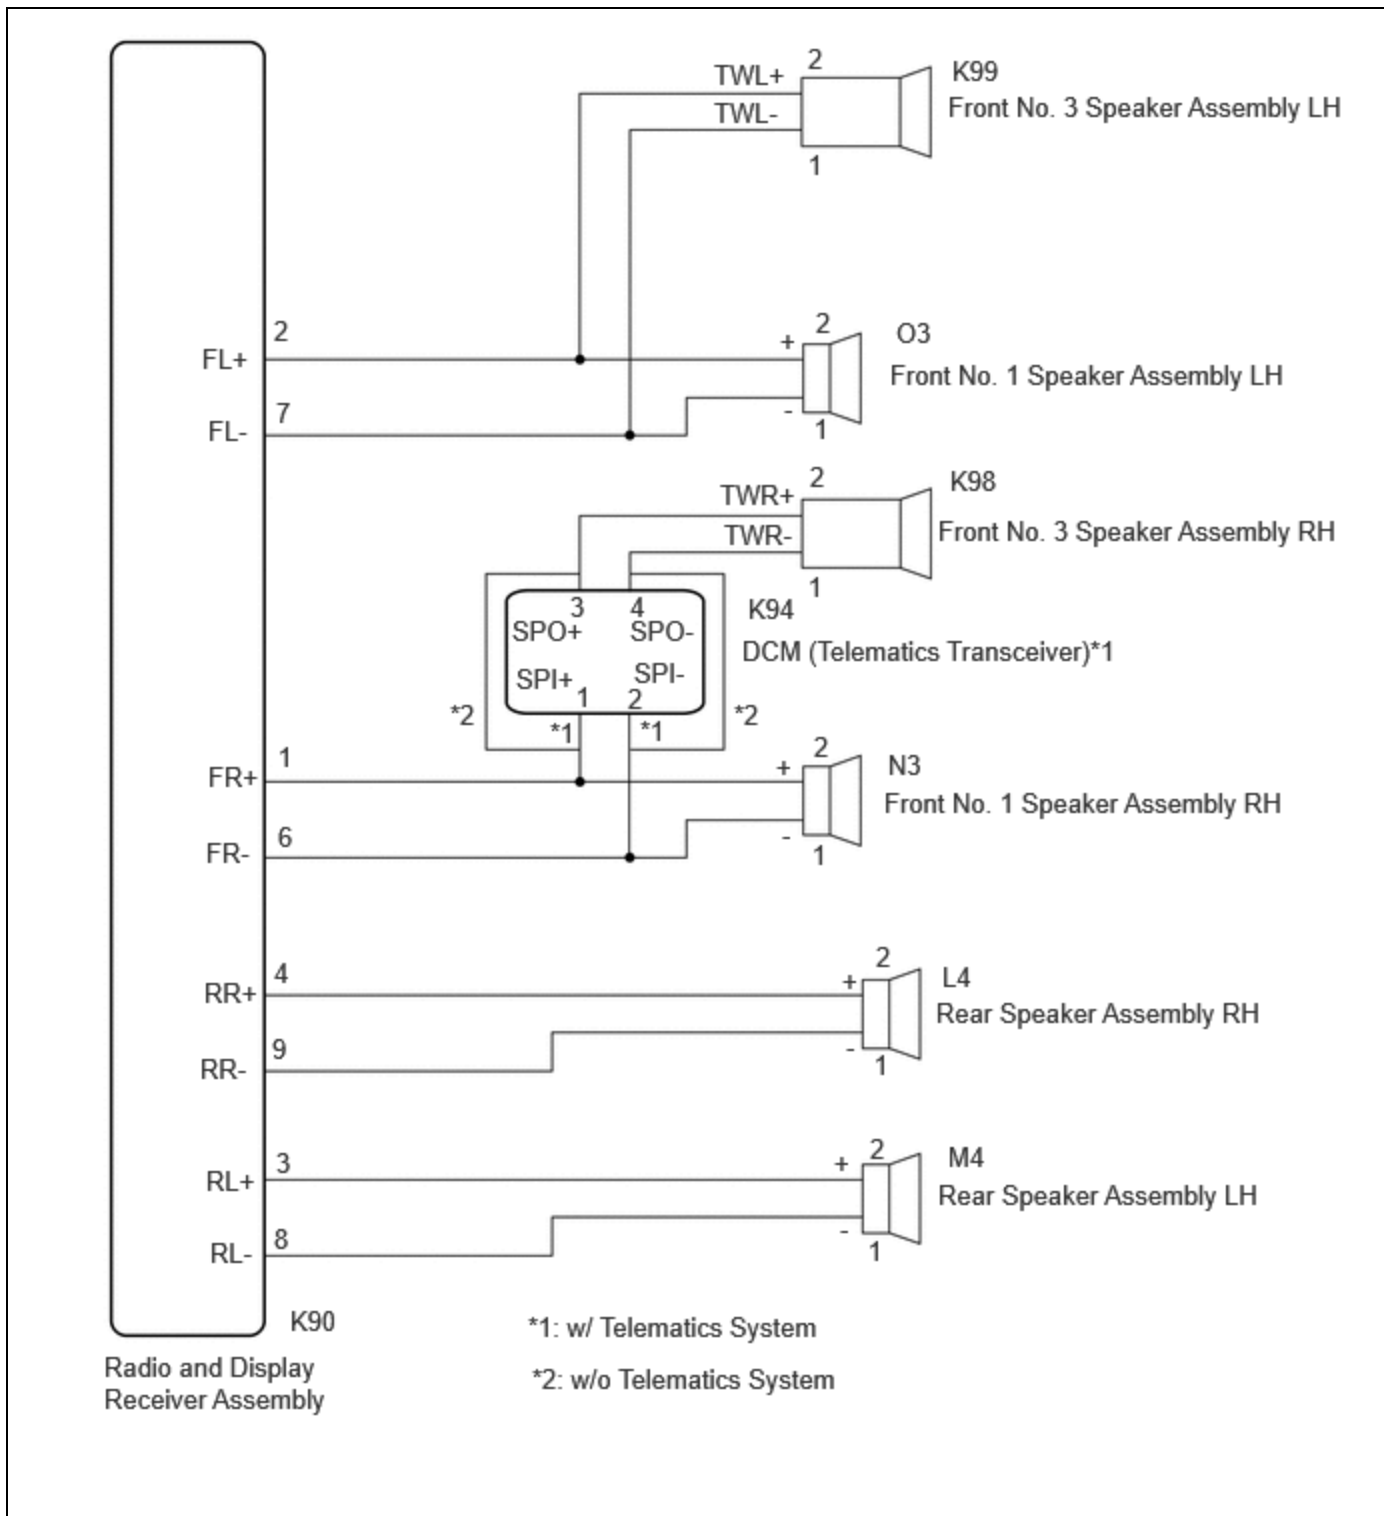 2
K99
TWL+
Front No. 3 Speaker Assembly LH
TWL-
1
2
2
O3
+
FL+
Front No. 1 Speaker Assembly LH
7
-
FL-
1
2
K98
TWR+
TWR-
Front No. 3 Speaker Assembly RH
1
3
4
K94
SPO+
SPO-
DCM (Telematics Transceiver)*1
SPI+
SPI-
1
2
*2
*1
*1
*2
1
2
FR+
+
N3
Front No. 1 Speaker Assembly RH
6
-
FR-
1
4
2
+
L4
RR+
Rear Speaker Assembly RH
9
-
RR-
1
3
2
+
M4
RL+
Rear Speaker Assembly LH
8
-
RL-
1
K90
*1: w/ Telematics System
Radio and Display
Receiver Assembly
*2: w/o Telematics System